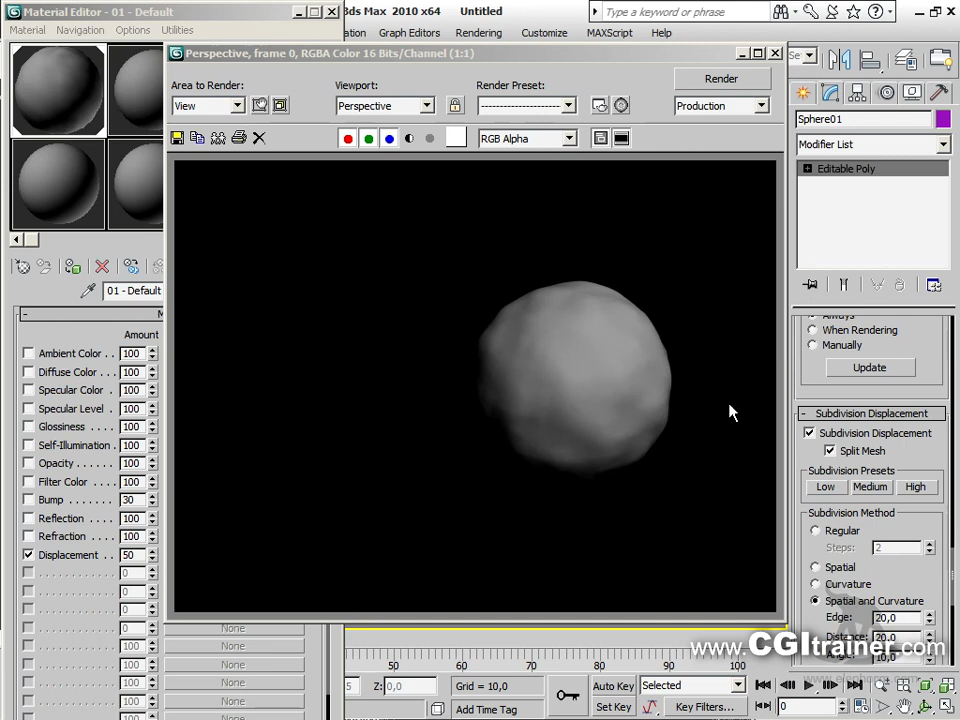 Material Editor - 01 - Default
3ds Max 2010 x64 Untitled
Type a keyword or phrase
Material Navigation Options Utilities
ation Graph Editors Rendering Customize MAXScript Help
Perspective, frame 0, RGBA Color 16 Bits/Channel (1:1)
Se
Area to Render:
Viewport:
Render Preset:
Render
View
Perspective
Production
RGB Alpha
Sphere01
Modifier List
Editable Poly
01 - Default
M
Amount
Ambient Color . . 100
Diffuse Color . . . 100
Specular Color . 100
Specular Level . 100
Glossiness . . . . 100
Self-Illumination . 100
Opacity . . . . . . 100
Filter Color . . . . 100
Bump . . . . . . . 30
Reflection . . . . 100
Refraction . . . . 100
Displacement . . 50
. . . . . . . . . . . . 0
. . . . . . . . . . . . 0
. . . . . . . . . . . . 0
. . . . . . . . . . . . 0
None
. . . . . . . . . . . . 100
None
. . . . . . . . . . . . 100
None
. . . . . . . . . . . . 100
None
. . . . . . . . . . . . 100
None
Always
When Rendering
Manually
Update
- Subdivision Displacement
Subdivision Displacement
Split Mesh
Subdivision Presets
Low Medium High
Subdivision Method
Regular
Steps: 2
Spatial
Curvature
Spatial and Curvature
Edge: 20,0
Distance: 20,0
Angle: 10,0
www.CGItrainer.com
50 60 70 80 90 100
5 Z: 0,0 Grid = 10,0
Auto Key Selected
Add Time Tag
Set Key Key Filters...
0